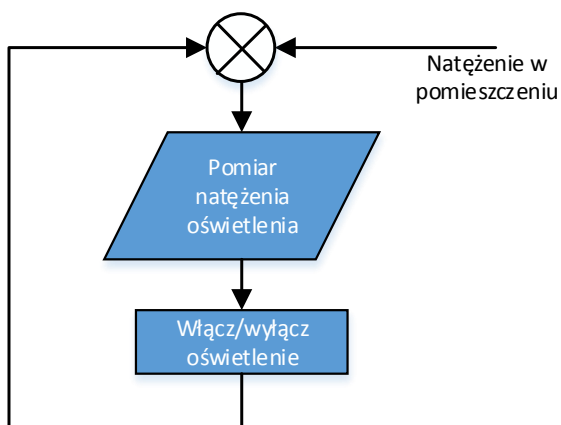 Natężenie w
pomieszczeniu
Pomiar
natężenia
oświetlenia
Włącz/wyłącz
oświetlenie